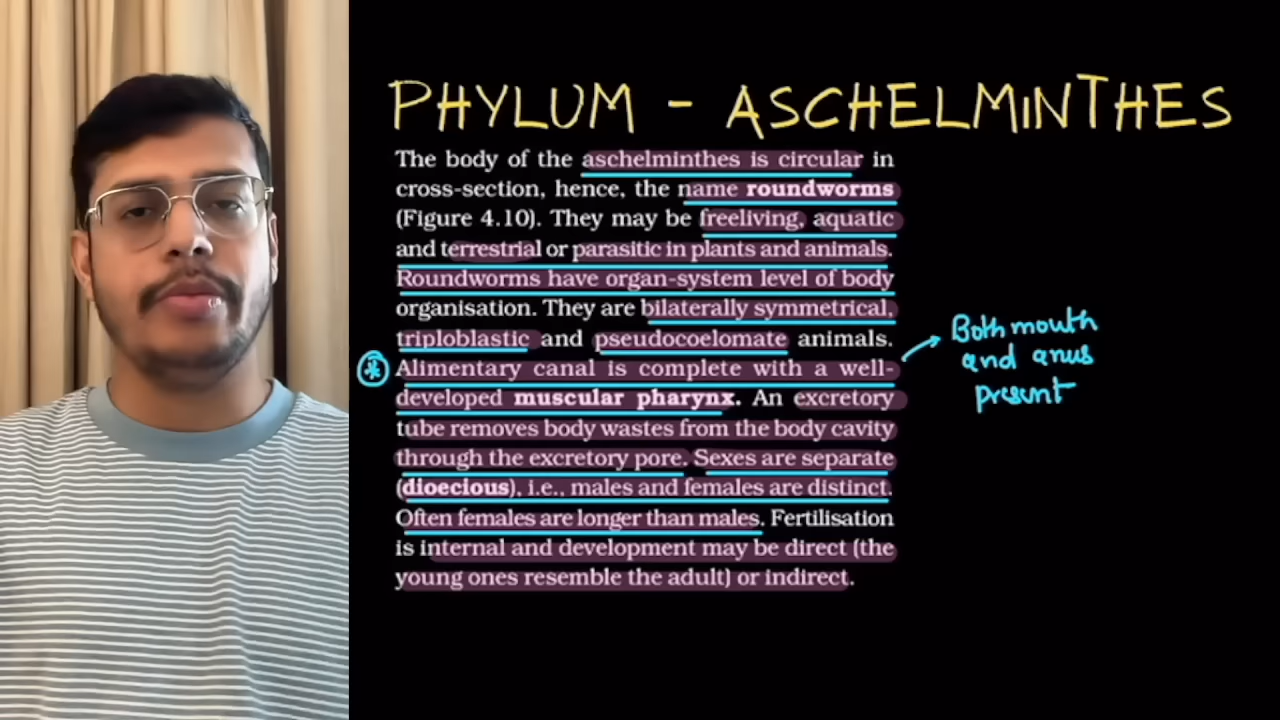 PHYLUM - ASCHELMINTHES
The body of the aschelminthes is circular in
cross-section, hence, the name roundworms
(Figure 4.10). They may be freeliving, aquatic
and terrestrial or parasitic in plants and animals.
Roundworms have organ-system level of body
organisation. They are bilaterally symmetrical,
triploblastic and pseudocoelomate animals.
Alimentary canal is complete with a well-
developed muscular pharynx. An excretory
tube removes body wastes from the body cavity
through the excretory pore. Sexes are separate
(dioecious), i.e., males and females are distinct.
Often females are longer than males. Fertilisation
is internal and development may be direct (the
young ones resemble the adult) or indirect.
Both mouth
and anus
present